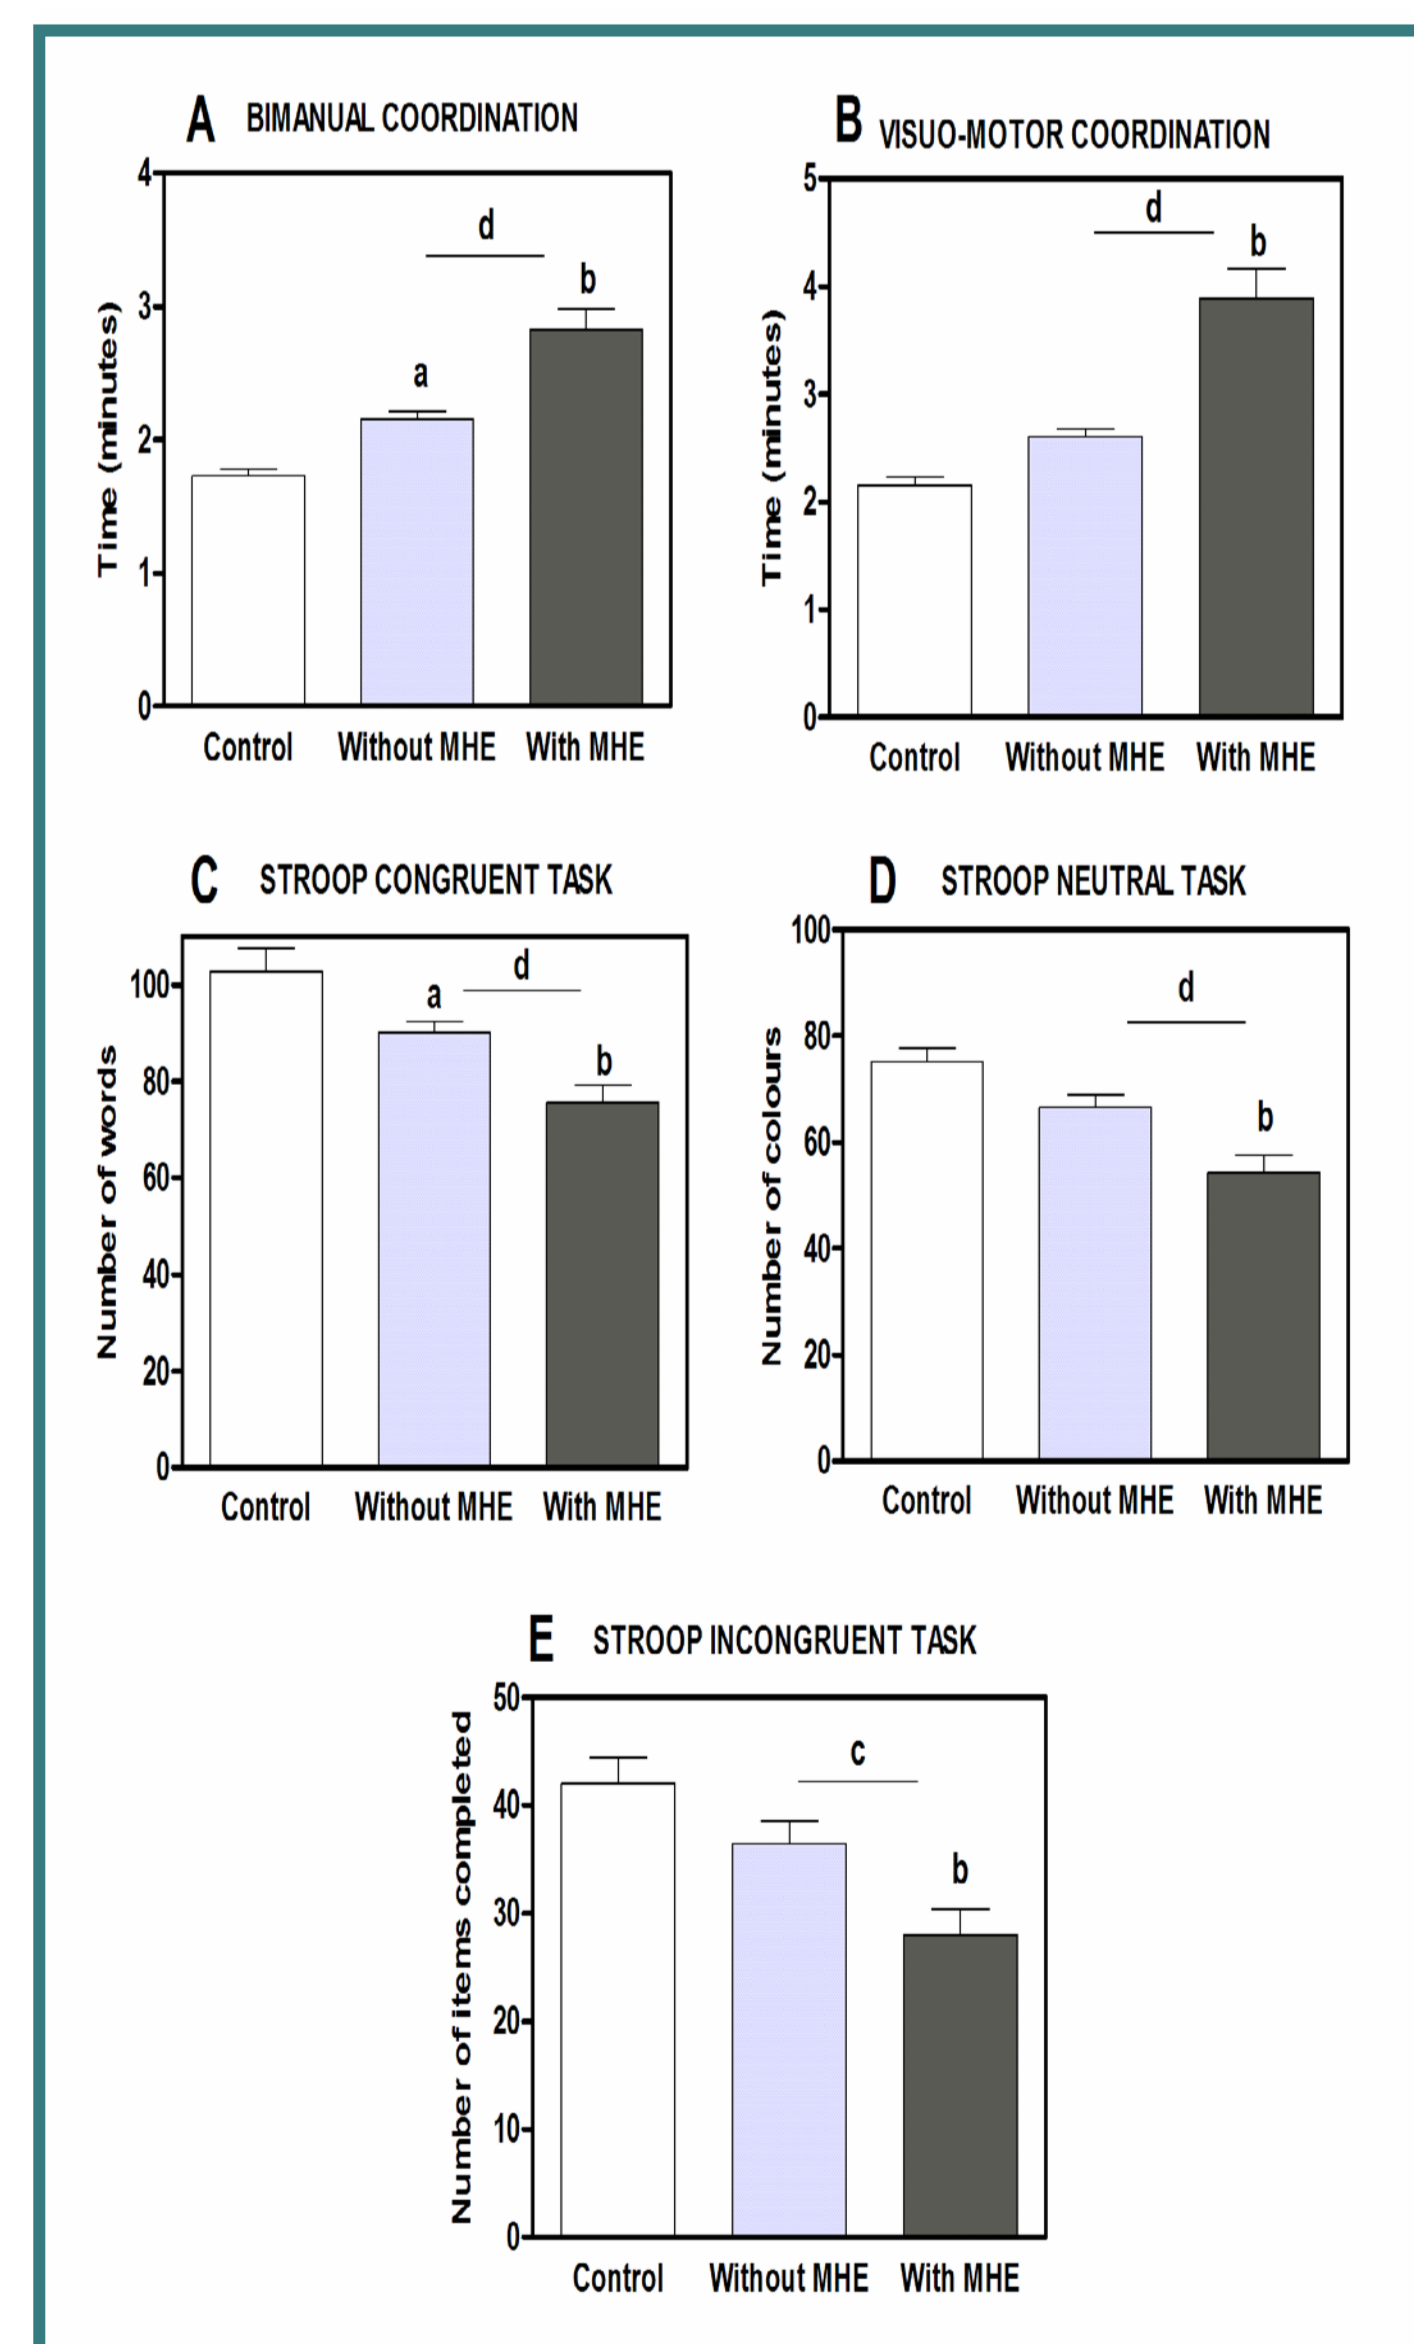 A BIMANUAL COORDINATION
4
3
2
1
0
Time (minutes)
a
d
b
Control Without MHE With MHE
B VISUO-MOTOR COORDINATION
5
4
3
2
1
0
Time (minutes)
d
b
Control Without MHE With MHE
C STROOP CONGRUENT TASK
100
80
60
40
20
0
Number of words
a
d
b
Control Without MHE With MHE
D STROOP NEUTRAL TASK
100
80
60
40
20
0
Number of colours
d
b
Control Without MHE With MHE
E STROOP INCONGRUENT TASK
50
40
30
20
10
0
Number of items completed
c
b
Control Without MHE With MHE